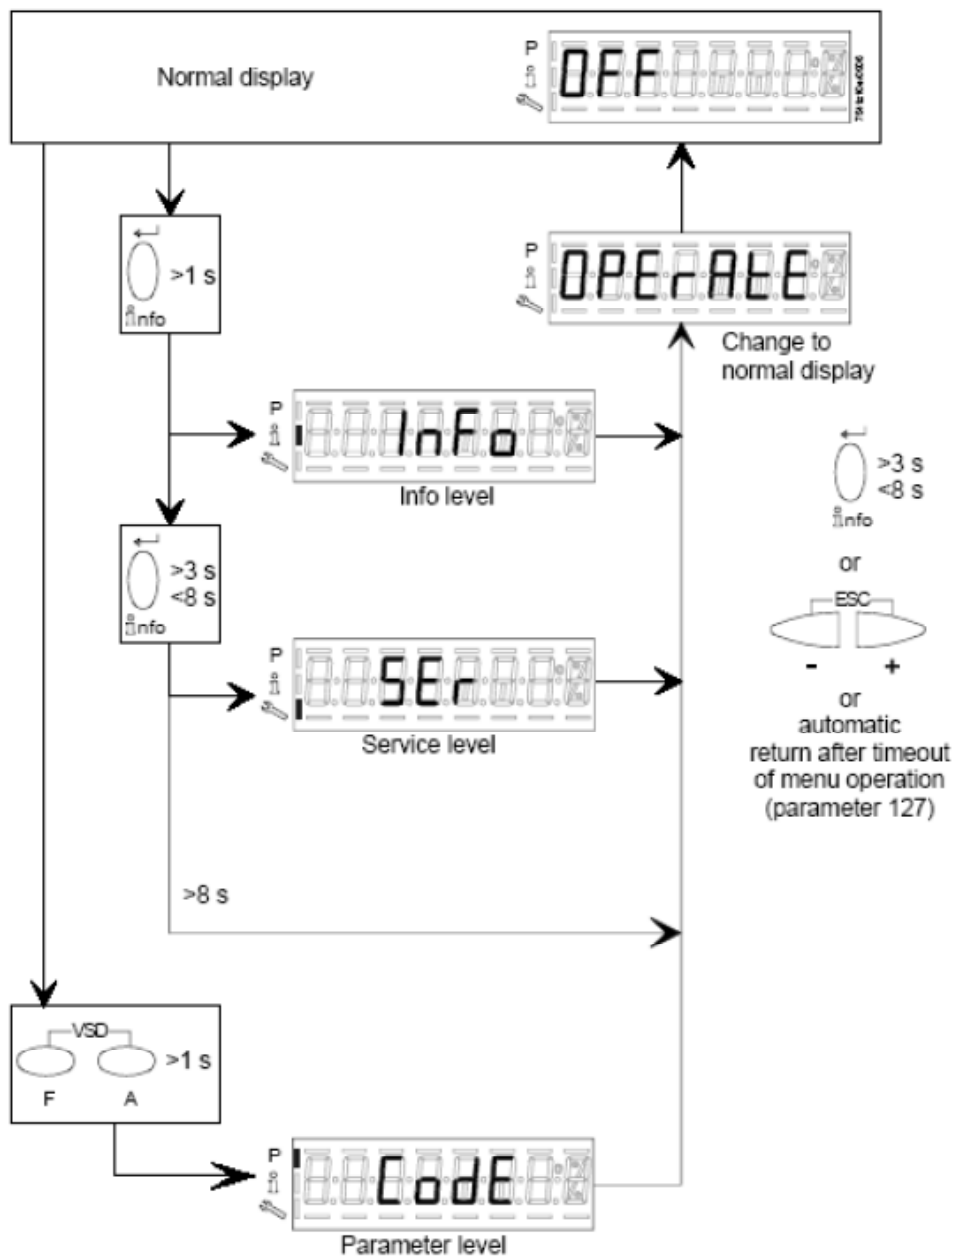 Normal display
P
OFF
>1 s
info
P
OPErAtE
Change to
normal display
P
InFo
Info level
>3 s
<8 s
info
>3 s
<8 s
info
or
ESC
- +
or
automatic
return after timeout
of menu operation
(parameter 127)
P
SEr
Service level
>8 s
VSD
>1 s
F A
P
CodE
Parameter level